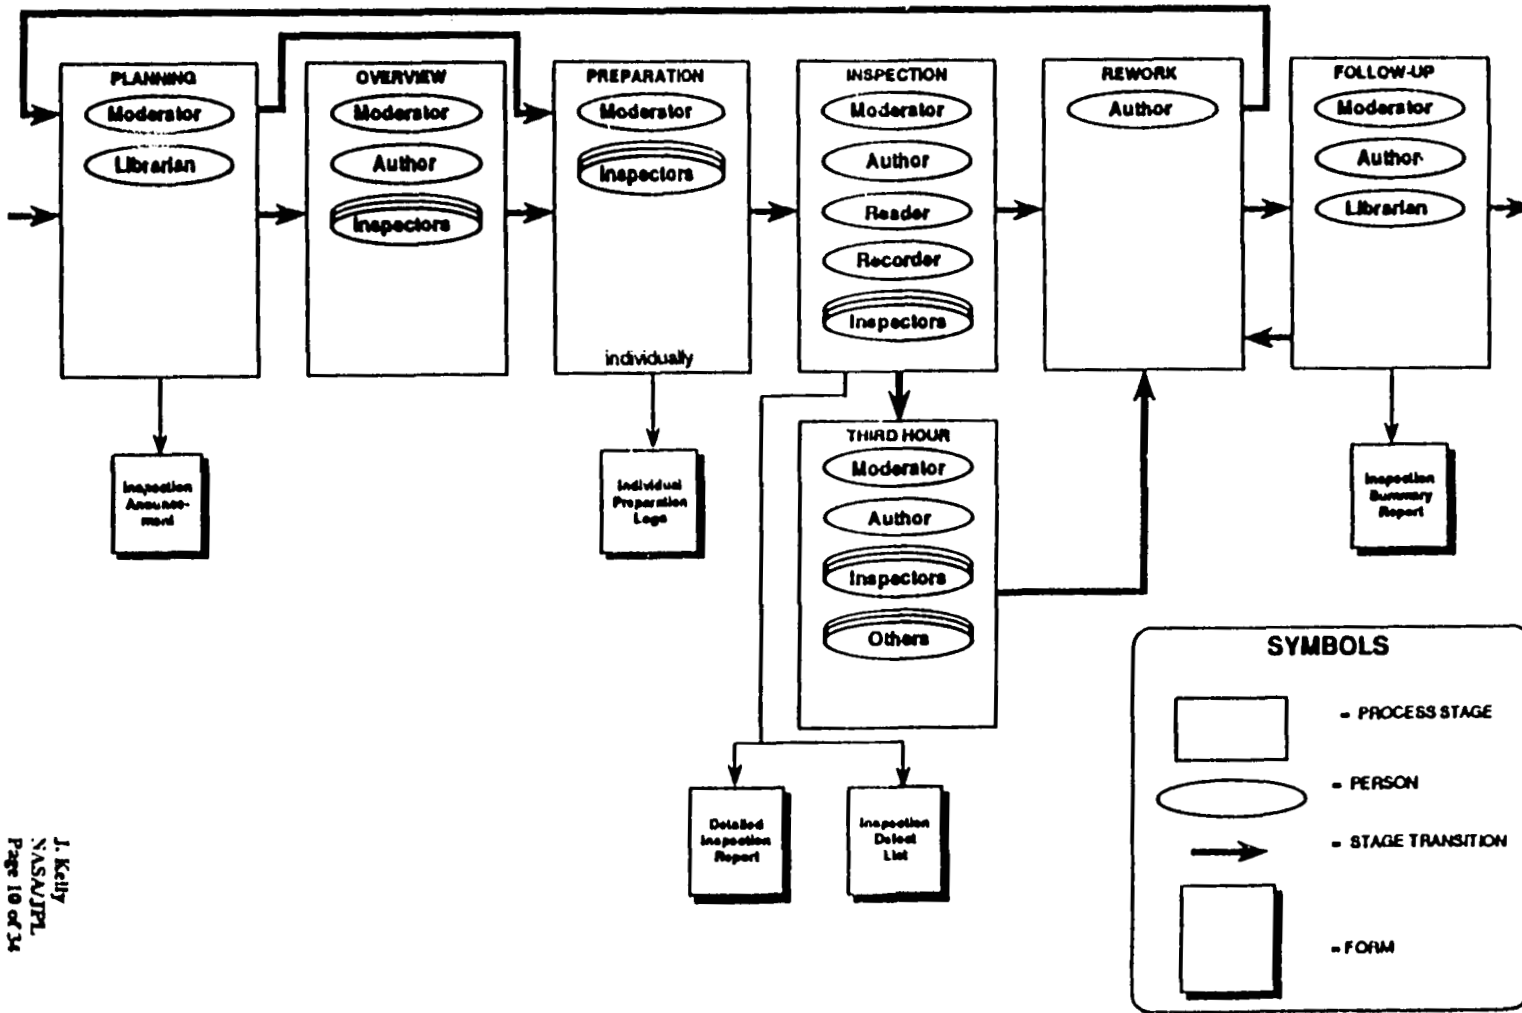 PLANNING
Moderator
Librarian
OVERVIEW
Moderator
Author
Inspectors
PREPARATION
Moderator
Inspectors
individually
INSPECTION
Moderator
Author
Reader
Recorder
Inspectors
REWORK
Author
FOLLOW-UP
Moderator
Author
Librarian
THIRD HOUR
Moderator
Author
Inspectors
Others
Inspection
Anounce-
ment
Individual
Preparation
Logs
Inspection
Summary
Report
Detailed
Inspection
Report
Inspection
Defect
List
SYMBOLS
= PROCESS STAGE
= PERSON
= STAGE TRANSITION
= FORM
J. Kelly
NASA/JPL
Page 10 of 34